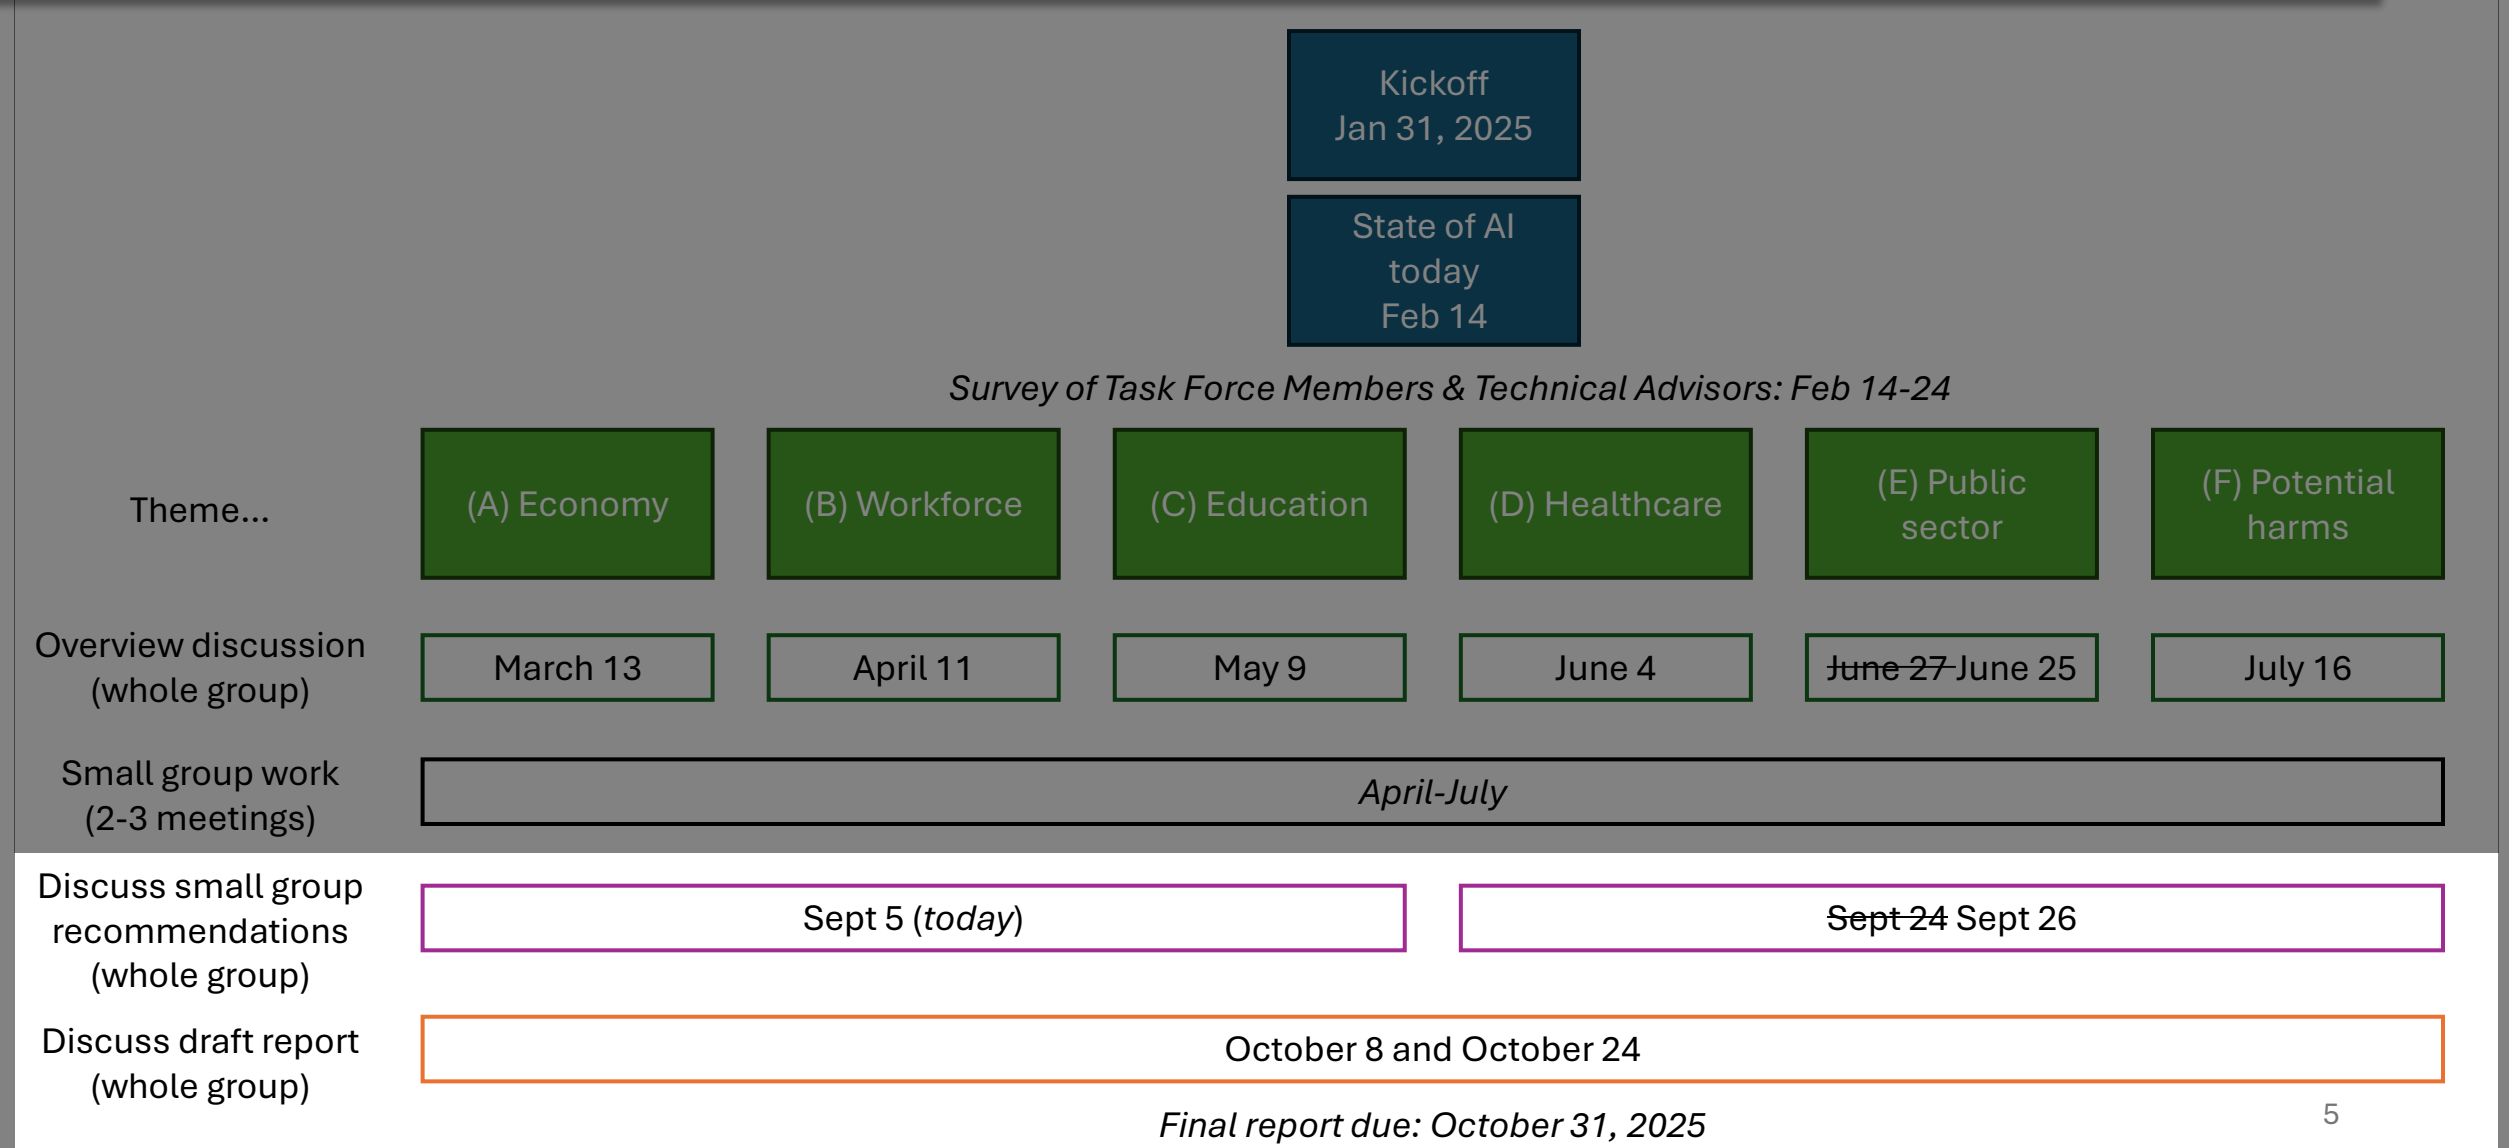 Kickoff
Jan 31, 2025
State of AI
today
Feb 14
Survey of Task Force Members & Technical Advisors: Feb 14-24
Theme...
(A) Economy
(B) Workforce
(C) Education
(D) Healthcare
(E) Public
sector
(F) Potential
harms
Overview discussion
(whole group)
March 13
April 11
May 9
June 4
June 27 June 25
July 16
Small group work
(2-3 meetings)
April-July
Discuss small group
recommendations
(whole group)
Sept 5 (today)
Sept 24 Sept 26
Discuss draft report
(whole group)
October 8 and October 24
Final report due: October 31, 2025
5